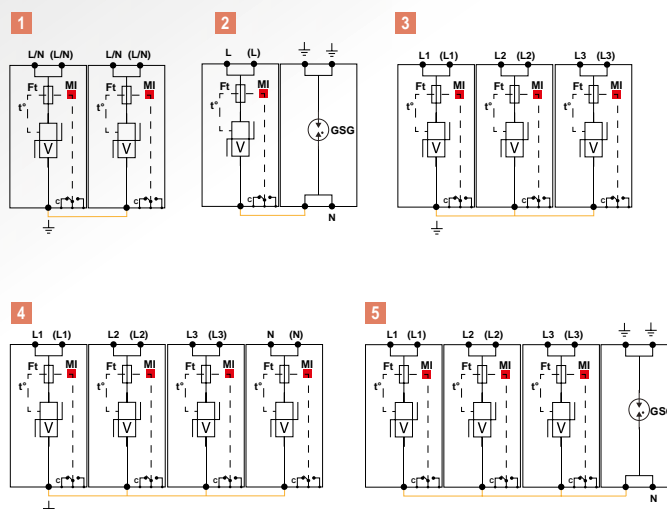 1
2
3
L/N (L/N) L/N (L/N)
Ft MI Ft MI
t° t°
V V
C C
L (L)
Ft MI
t°
GSG
V
C
N
L1 (L1) L2 (L2) L3 (L3)
Ft MI Ft MI Ft MI
t° t° t°
V V V
C C C
4
5
L1 (L1) L2 (L2) L3 (L3) N (N)
Ft MI Ft MI Ft MI Ft MI
t° t° t° t°
V V V V
C C C C
L1 (L1) L2 (L2) L3 (L3)
Ft MI Ft MI Ft MI
t° t° t°
GSG
V V V
C C C
N